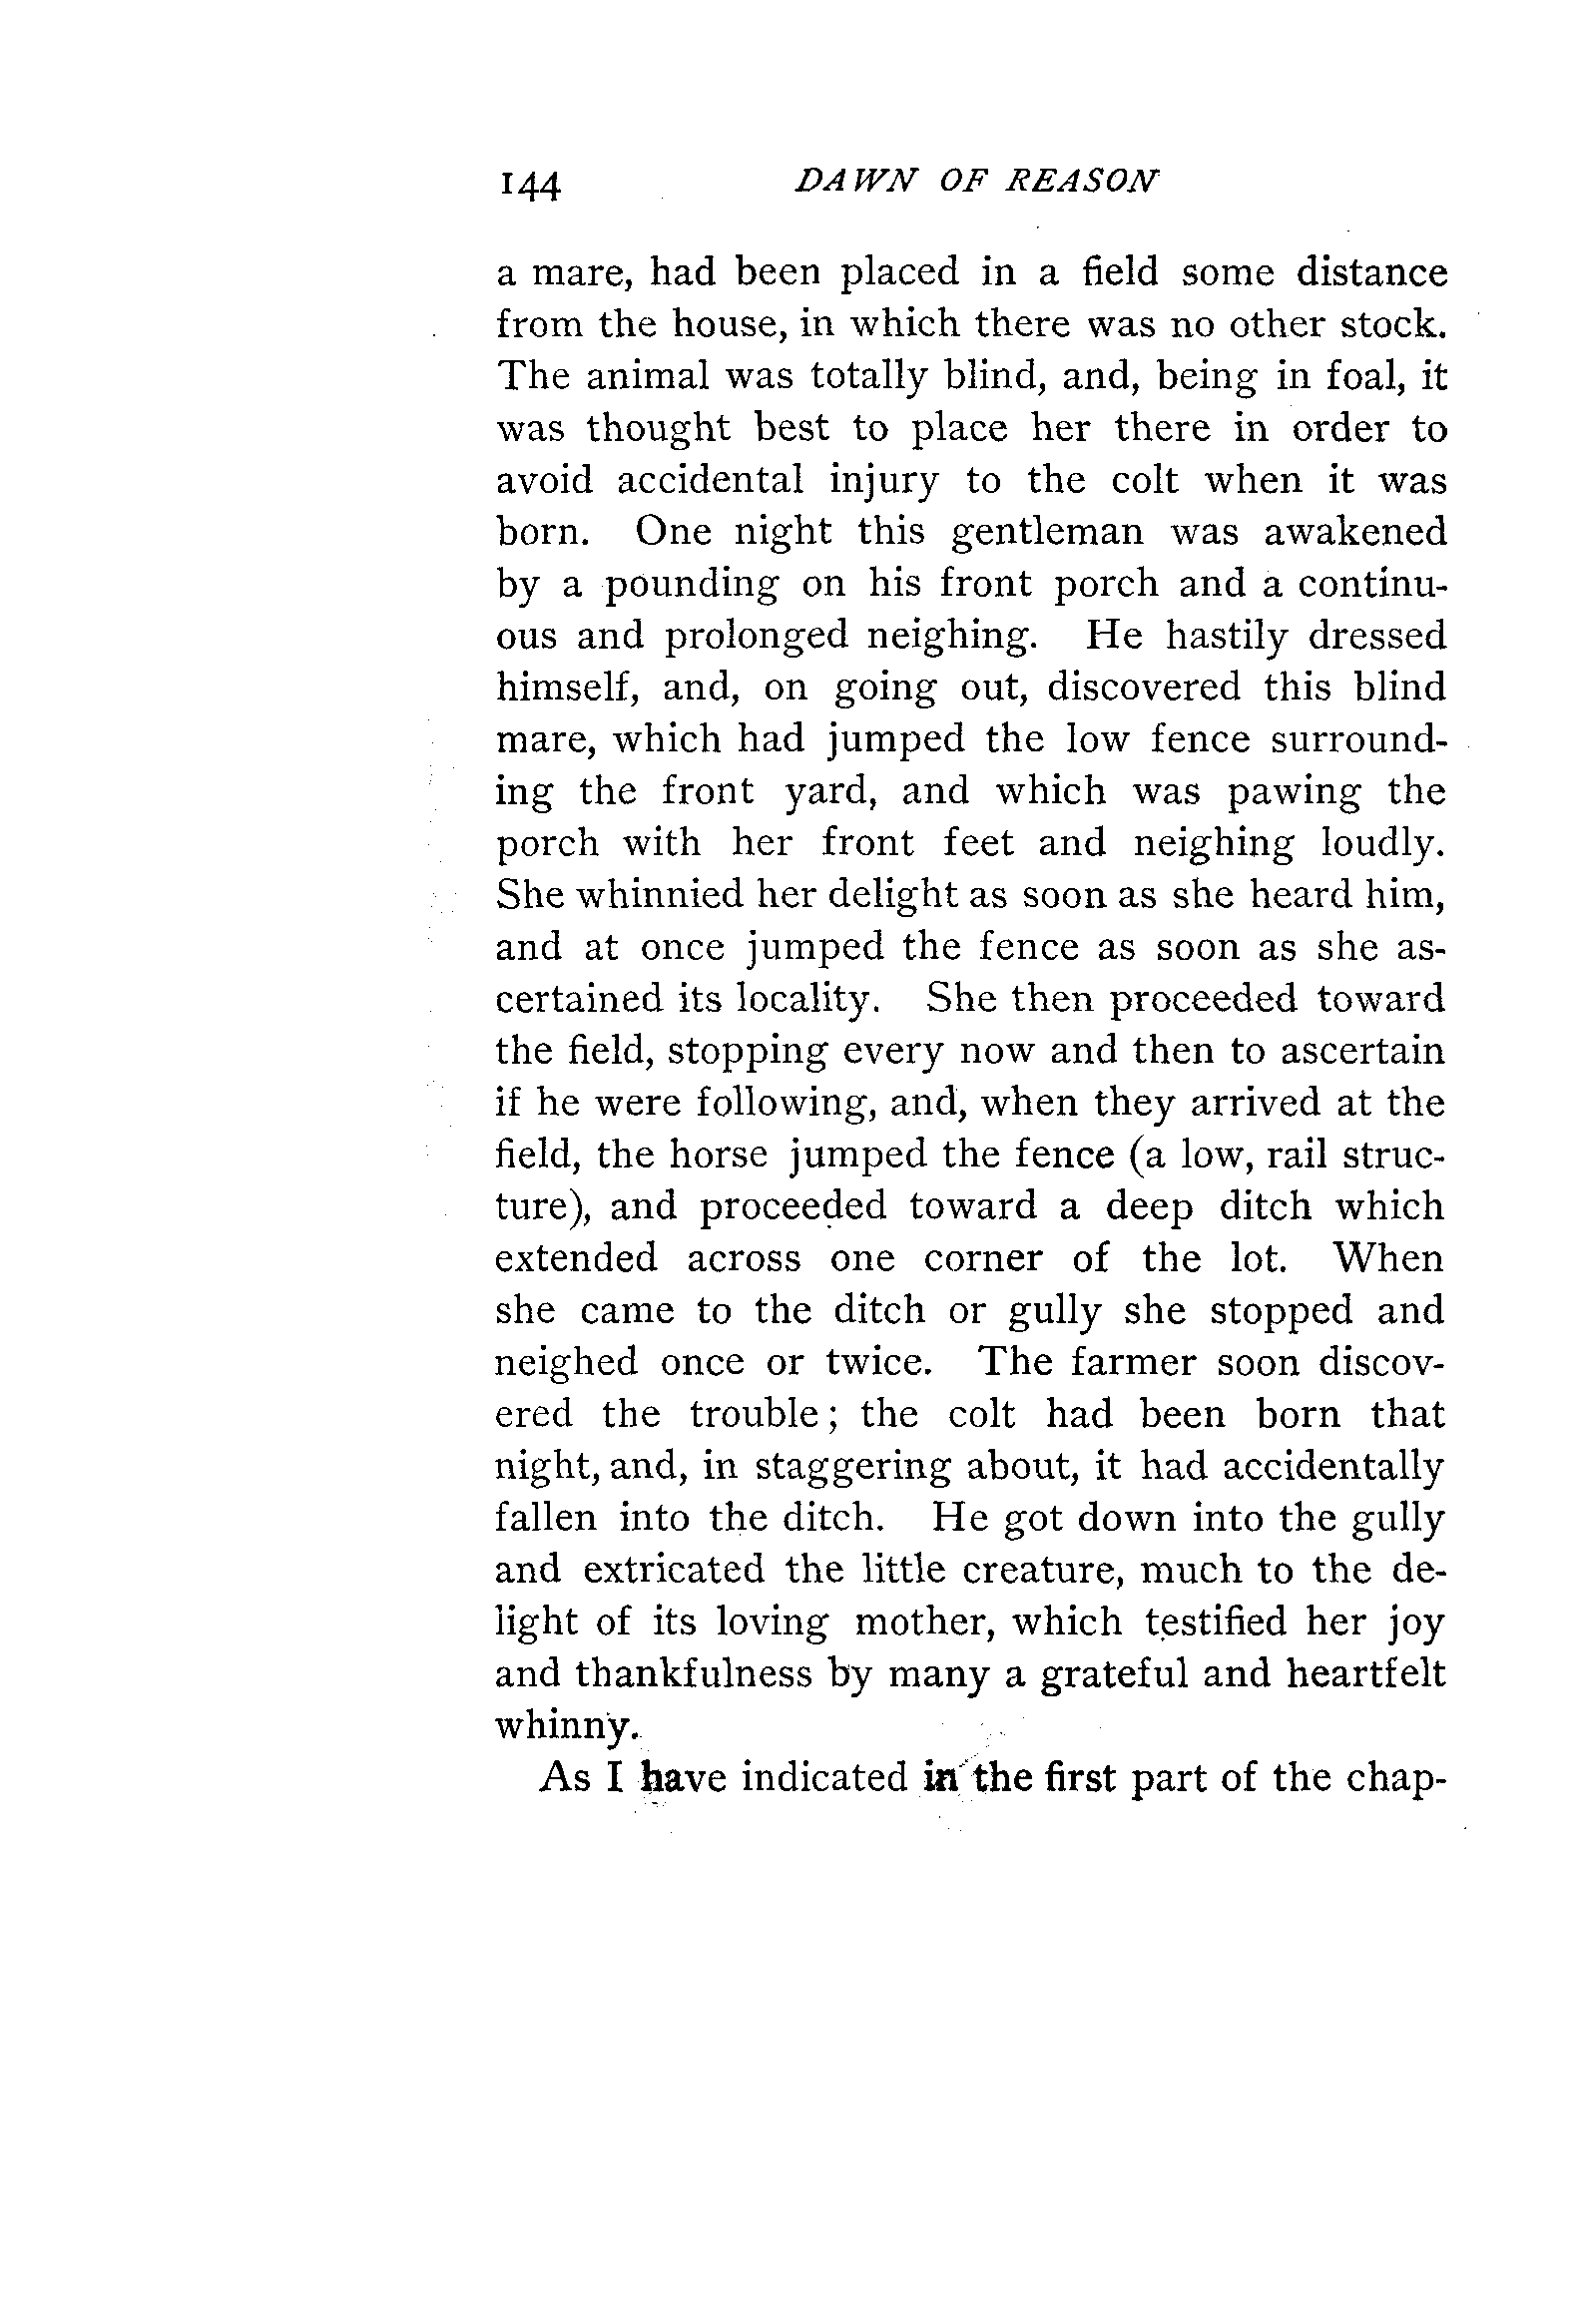 144 DAWN OF REASON
a mare, had been placed in a field some distance
from the house, in which there was no other stock.
The animal was totally blind, and, being in foal, it
was thought best to place her there in order to
avoid accidental injury to the colt when it was
born. One night this gentleman was awakened
by a pounding on his front porch and a continu-
ous and prolonged neighing. He hastily dressed
himself, and, on going out, discovered this blind
mare, which had jumped the low fence surround-
ing the front yard, and which was pawing the
porch with her front feet and neighing loudly.
She whinnied her delight as soon as she heard him,
and at once jumped the fence as soon as she as-
certained its locality. She then proceeded toward
the field, stopping every now and then to ascertain
if he were following, and, when they arrived at the
field, the horse jumped the fence (a low, rail struc-
ture), and proceeded toward a deep ditch which
extended across one corner of the lot. When
she came to the ditch or gully she stopped and
neighed once or twice. The farmer soon discov-
ered the trouble; the colt had been born that
night, and, in staggering about, it had accidentally
fallen into the ditch. He got down into the gully
and extricated the little creature, much to the de-
light of its loving mother, which testified her joy
and thankfulness by many a grateful and heartfelt
whinny.
As I have indicated in the first part of the chap-